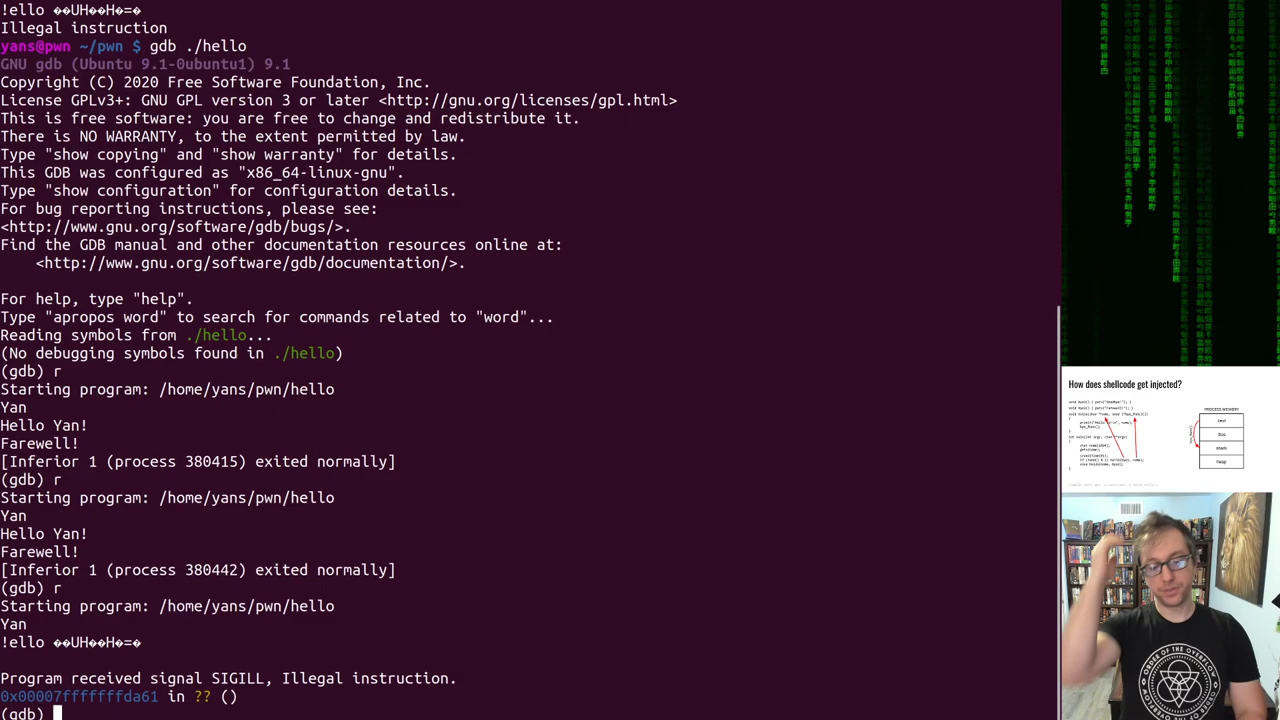 !ello ��UH��H�=�
Illegal instruction
yans@pwn ~/pwn $ gdb ./hello
GNU gdb (Ubuntu 9.1-0ubuntu1) 9.1
Copyright (C) 2020 Free Software Foundation, Inc.
License GPLv3+: GNU GPL version 3 or later <http://gnu.org/licenses/gpl.html>
This is free software: you are free to change and redistribute it.
There is NO WARRANTY, to the extent permitted by law.
Type "show copying" and "show warranty" for details.
This GDB was configured as "x86_64-linux-gnu".
Type "show configuration" for configuration details.
For bug reporting instructions, please see:
<http://www.gnu.org/software/gdb/bugs/>.
Find the GDB manual and other documentation resources online at:
    <http://www.gnu.org/software/gdb/documentation/>.
For help, type "help".
Type "apropos word" to search for commands related to "word"...
Reading symbols from ./hello...
(No debugging symbols found in ./hello)
(gdb) r
Starting program: /home/yans/pwn/hello
Yan
Hello Yan!
Farewell!
[Inferior 1 (process 380415) exited normally]
(gdb) r
Starting program: /home/yans/pwn/hello
Yan
Hello Yan!
Farewell!
[Inferior 1 (process 380442) exited normally]
(gdb) r
Starting program: /home/yans/pwn/hello
Yan
!ello ��UH��H�=�
Program received signal SIGILL, Illegal instruction.
0x00007fffffffda61 in ?? ()
(gdb)
How does shellcode get injected?
PROCESS MEMORY
text
stack
heap
ORDER OF THE OVERFLOW